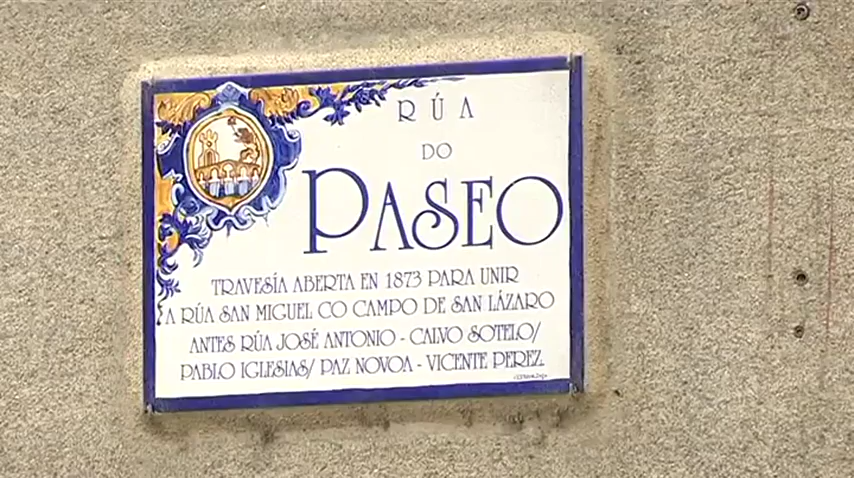 RÚA
DO
PASEO
TRAVESÍA ABERTA EN 1873 PARA UNIR
A RÚA SAN MIGUEL CO CAMPO DE SAN LÁZARO
ANTES RÚA JOSÉ ANTONIO - CALVO SOTELO/
PABLO IGLESIAS/ PAZ NOVOA - VICENTE PEREZ